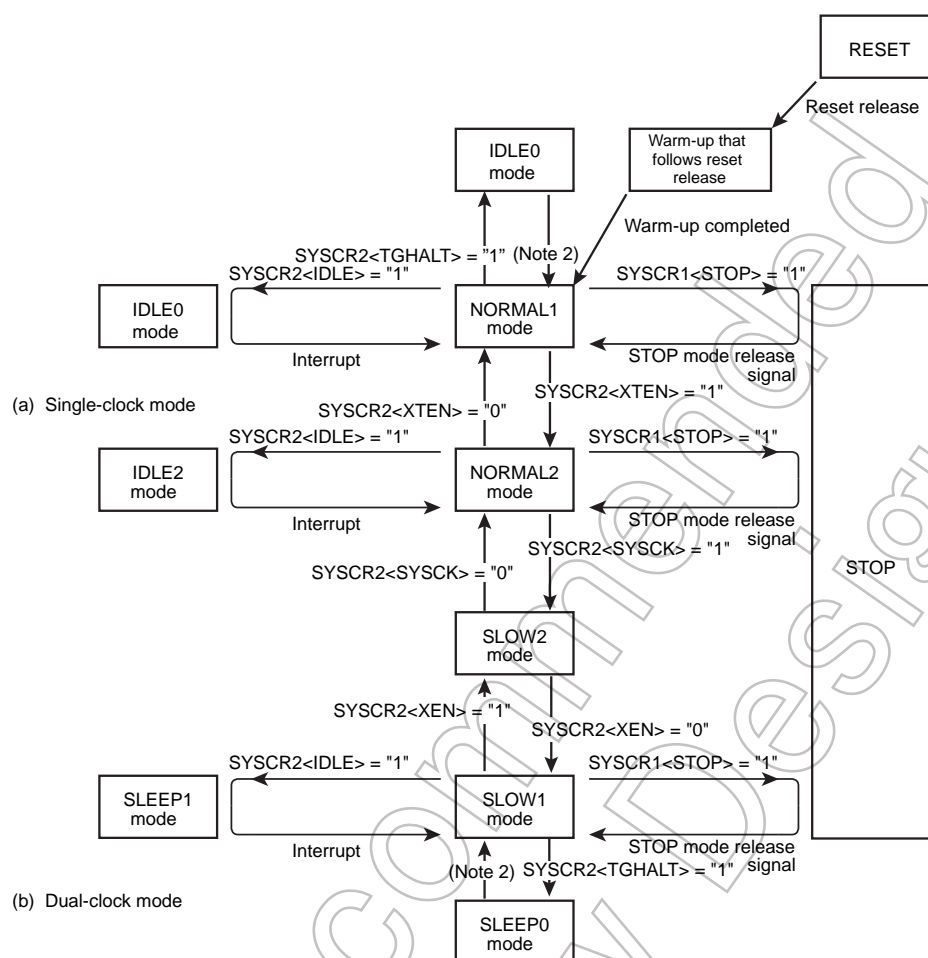 RESET
Reset release
IDLE0
mode
Warm-up that
follows reset
release
Warm-up completed
SYSCR2<TGHALT> = "1" (Note 2)
SYSCR2<IDLE> = "1"
SYSCR1<STOP> = "1"
IDLE0
mode
NORMAL1
mode
Interrupt
STOP mode release
signal
(a) Single-clock mode
SYSCR2<XTEN> = "0"
SYSCR2<XTEN> = "1"
SYSCR2<IDLE> = "1"
SYSCR1<STOP> = "1"
IDLE2
mode
NORMAL2
mode
Interrupt
STOP mode release
signal
SYSCR2<SYSCK> = "1"
SYSCR2<SYSCK> = "0"
STOP
SLOW2
mode
SYSCR2<XEN> = "1"
SYSCR2<XEN> = "0"
SYSCR2<IDLE> = "1"
SYSCR1<STOP> = "1"
SLEEP1
mode
SLOW1
mode
Interrupt
STOP mode release
signal
(Note 2) SYSCR2<TGHALT> = "1"
(b) Dual-clock mode
SLEEP0
mode